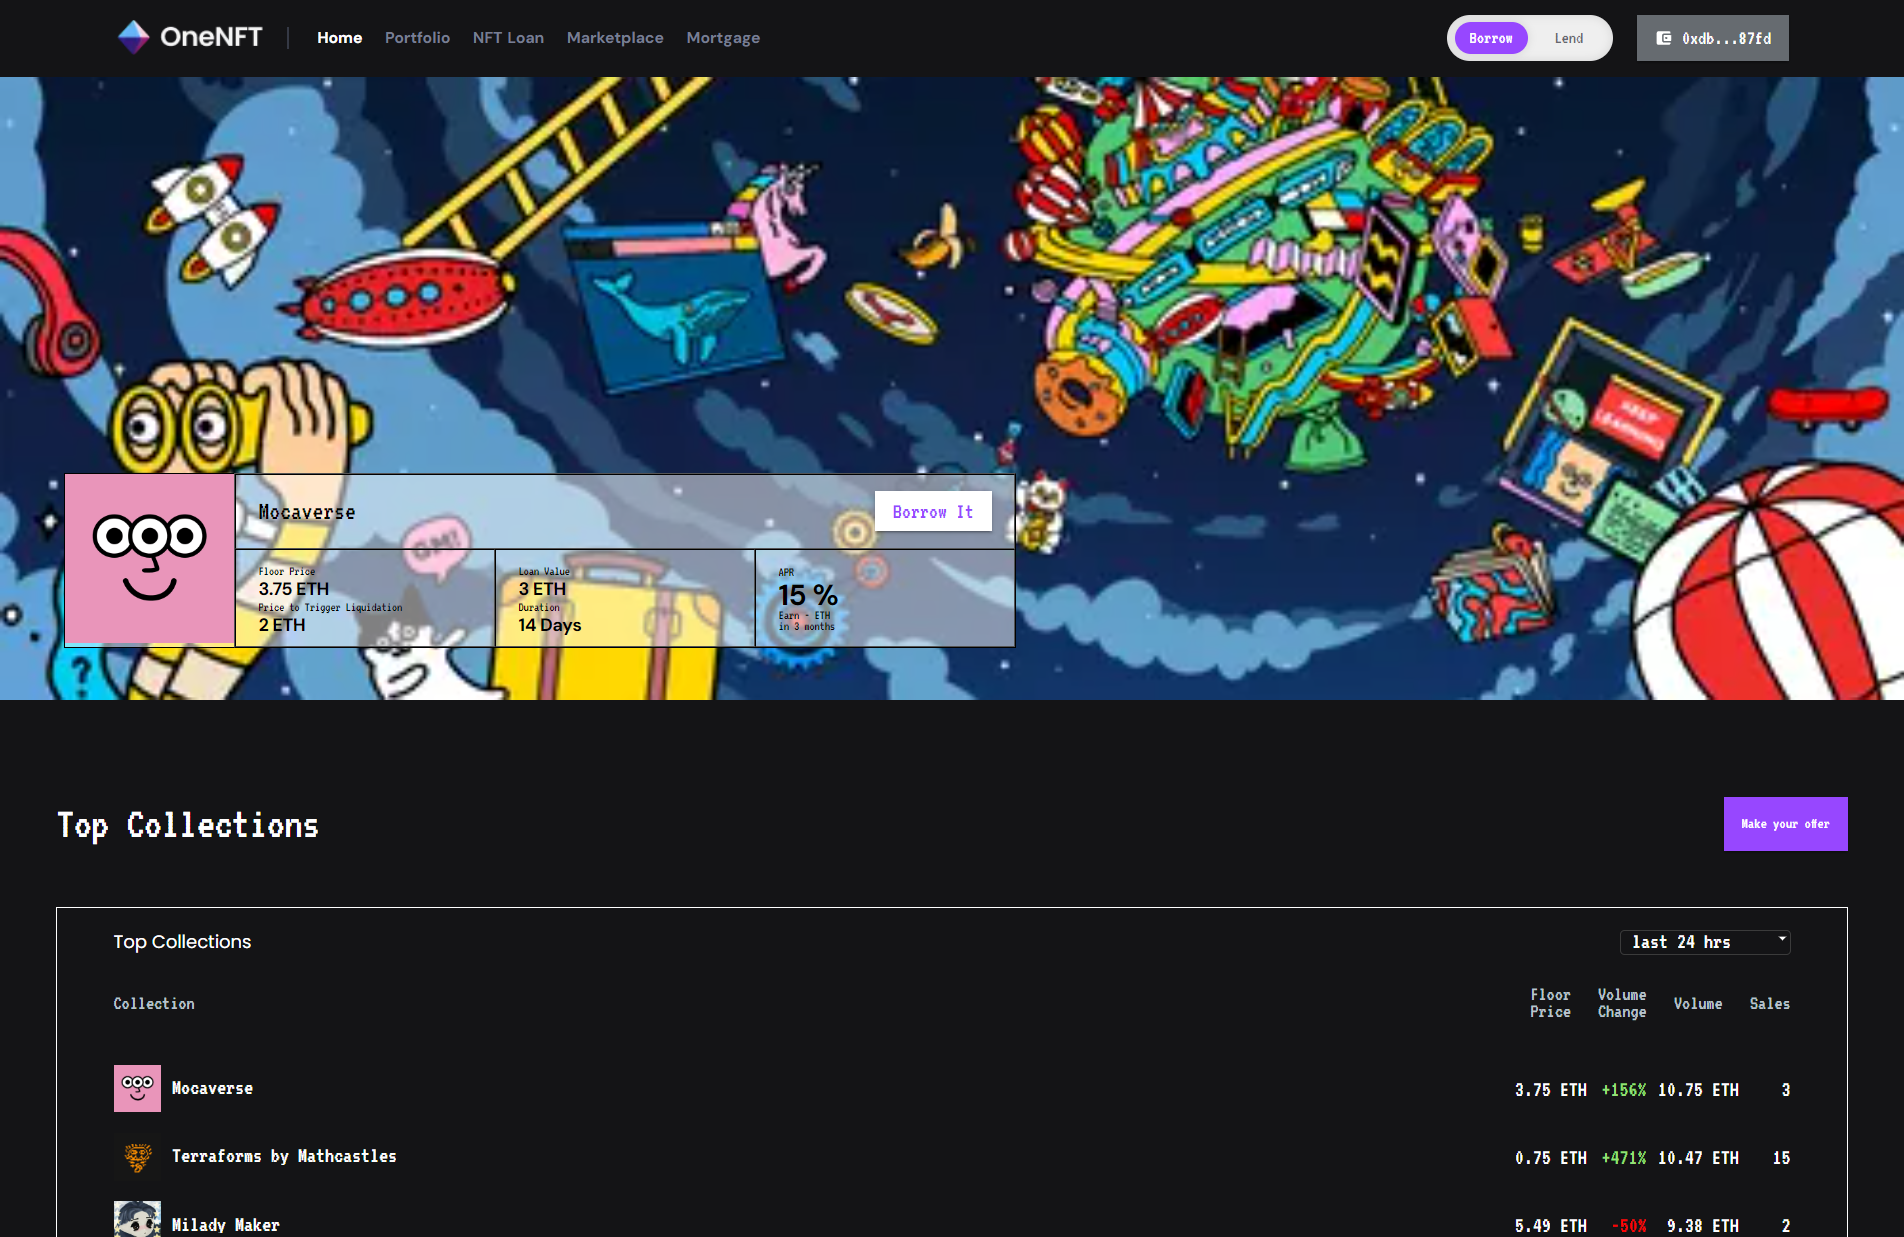 OneNFT
Home Portfolio NFT Loan Marketplace Mortgage
Borrow Lend
0xdb...87fd
KEEP
LEARNING
Mocaverse
Borrow It
GM!
Floor Price
3.75 ETH
Price to Trigger Liquidation
2 ETH
Loan Value
3 ETH
Duration
14 Days
APR
15 %
Earn - ETH
in 3 months
?
Top Collections
Make your offer
Top Collections
last 24 hrs
Collection
Floor
Price
Volume
Change
Volume
Sales
Mocaverse 3.75 ETH +156% 10.75 ETH 3
Terraforms by Mathcastles 0.75 ETH +471% 10.47 ETH 15
Milady Maker 5.49 ETH -50% 9.38 ETH 2